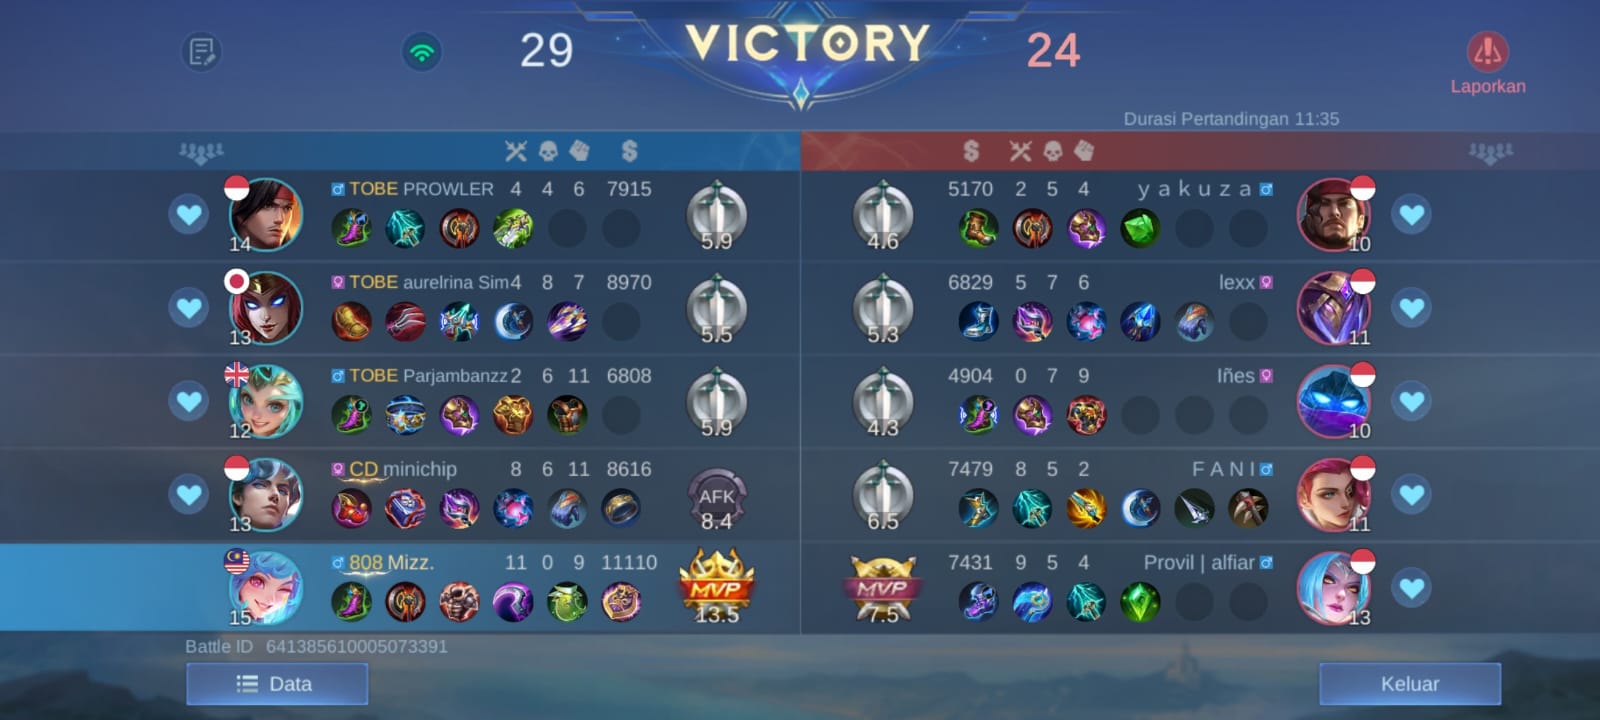 29 VICTORY 24
Laporkan
Durasi Pertandingan 11:35
TOBE PROWLER 4 4 6 7915
14
5.9
4.6
5170 2 5 4 y a k u z a
10
TOBE aurelrina Sim 4 8 7 8970
13
5.5
5.3
6829 5 7 6 lexx
11
TOBE Parjambanzz 2 6 11 6808
12
5.9
4.3
4904 0 7 9 Iñes
10
CD minichip 8 6 11 8616
13
AFK
8.4
6.5
7479 8 5 2 F A N I
11
808 Mizz. 11 0 9 11110
15
MVP
13.5
MVP
7.5
7431 9 5 4 Provil | alfiar
13
Battle ID 641385610005073391
Data
Keluar